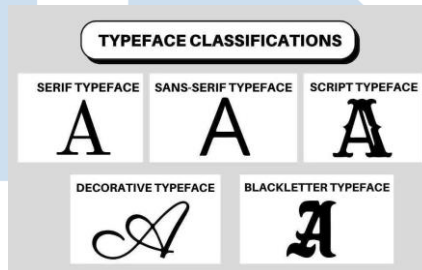 TYPEFACE CLASSIFICATIONS
SERIF TYPEFACE SANS-SERIF TYPEFACE SCRIPT TYPEFACE
A A A
DECORATIVE TYPEFACE BLACKLETTER TYPEFACE
A A